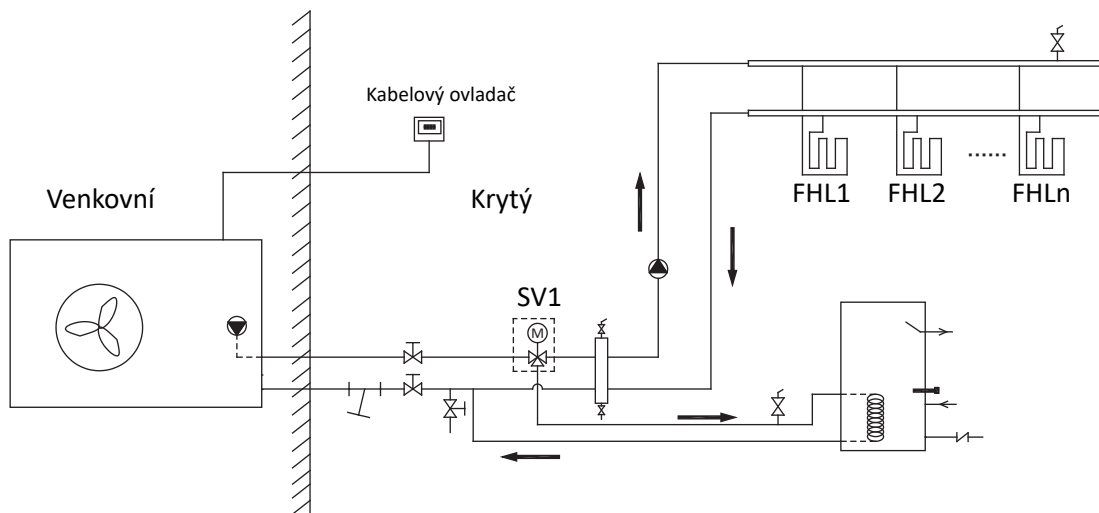 Kabelový ovladač
Venkovní
Krytý
FHL1
FHL2
......
FHLn
SV1
M